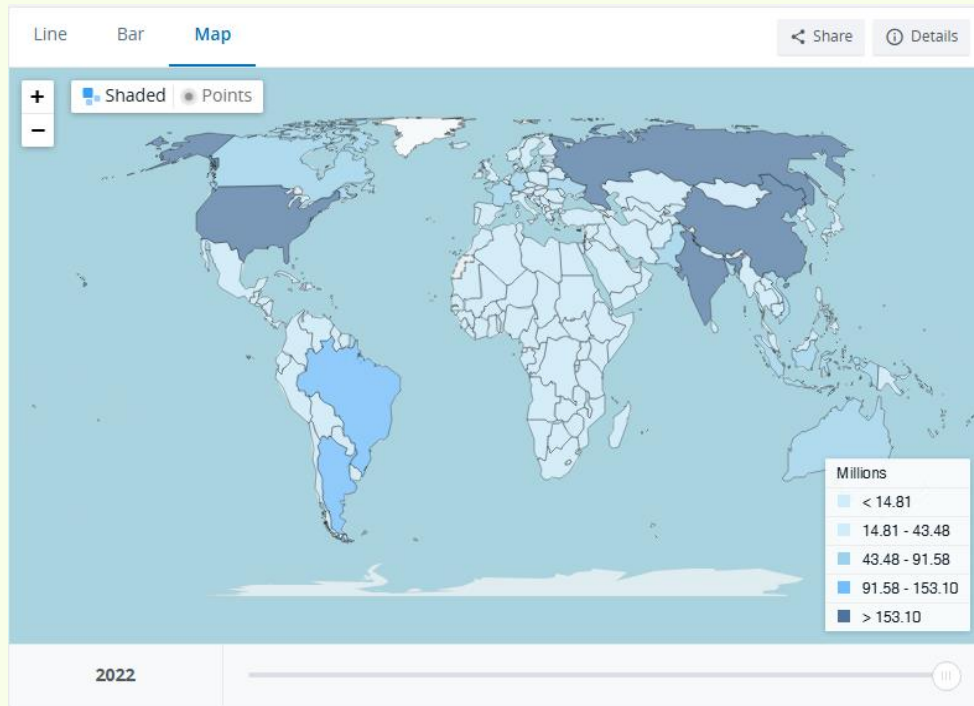 Line Bar Map Share Details
+ Shaded Points
−
Millions
< 14.81
14.81 - 43.48
43.48 - 91.58
91.58 - 153.10
> 153.10
2022